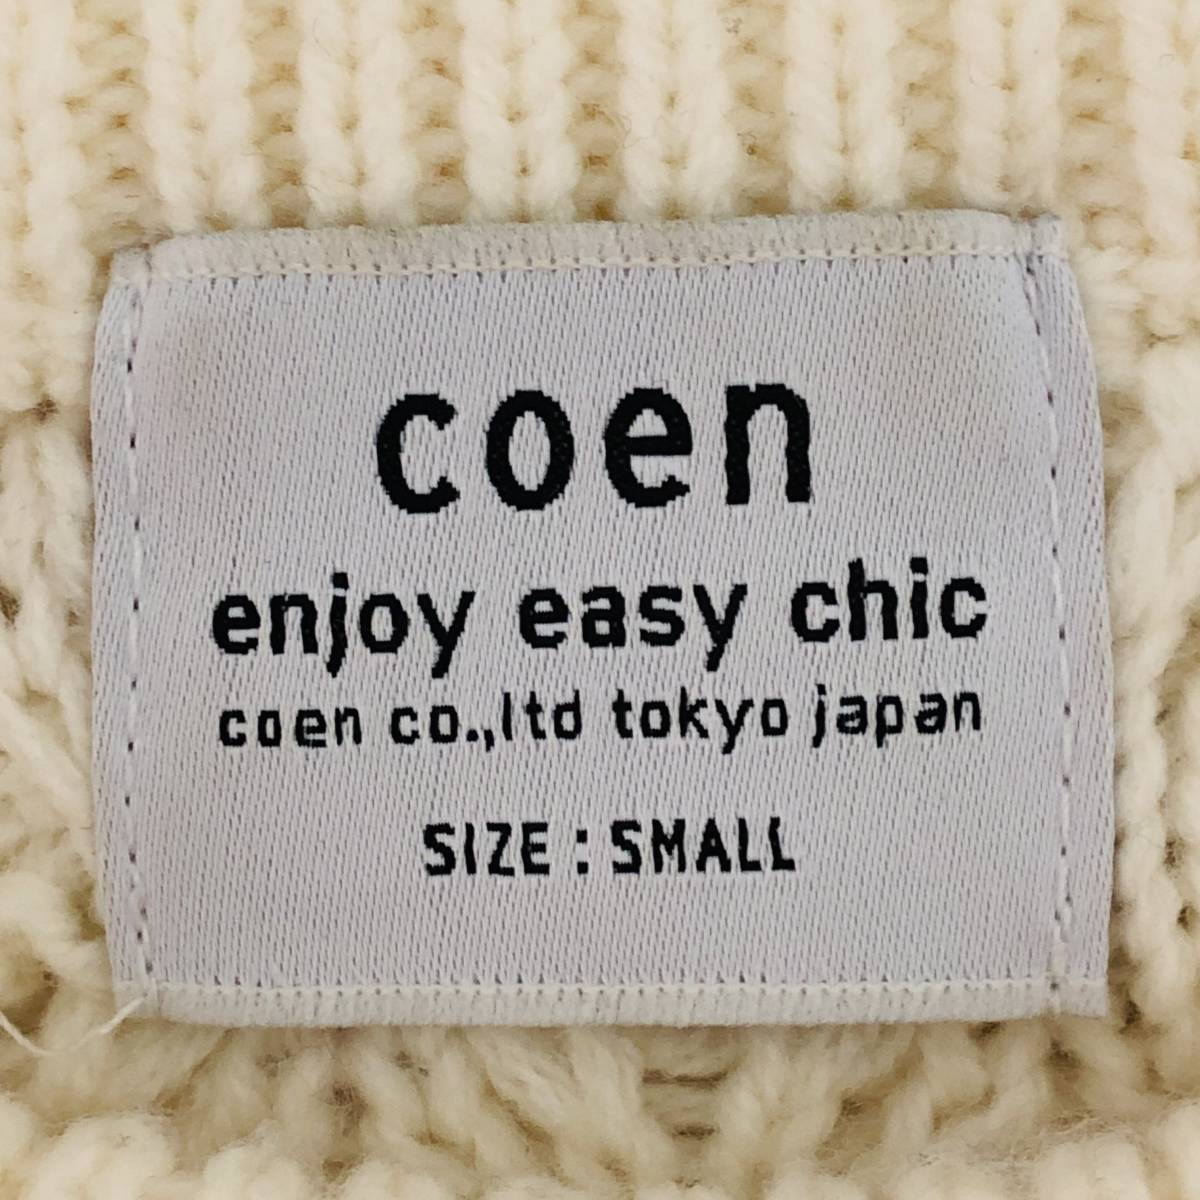 coen
enjoy easy chic
coen co.,ltd tokyo japan
SIZE : SMALL